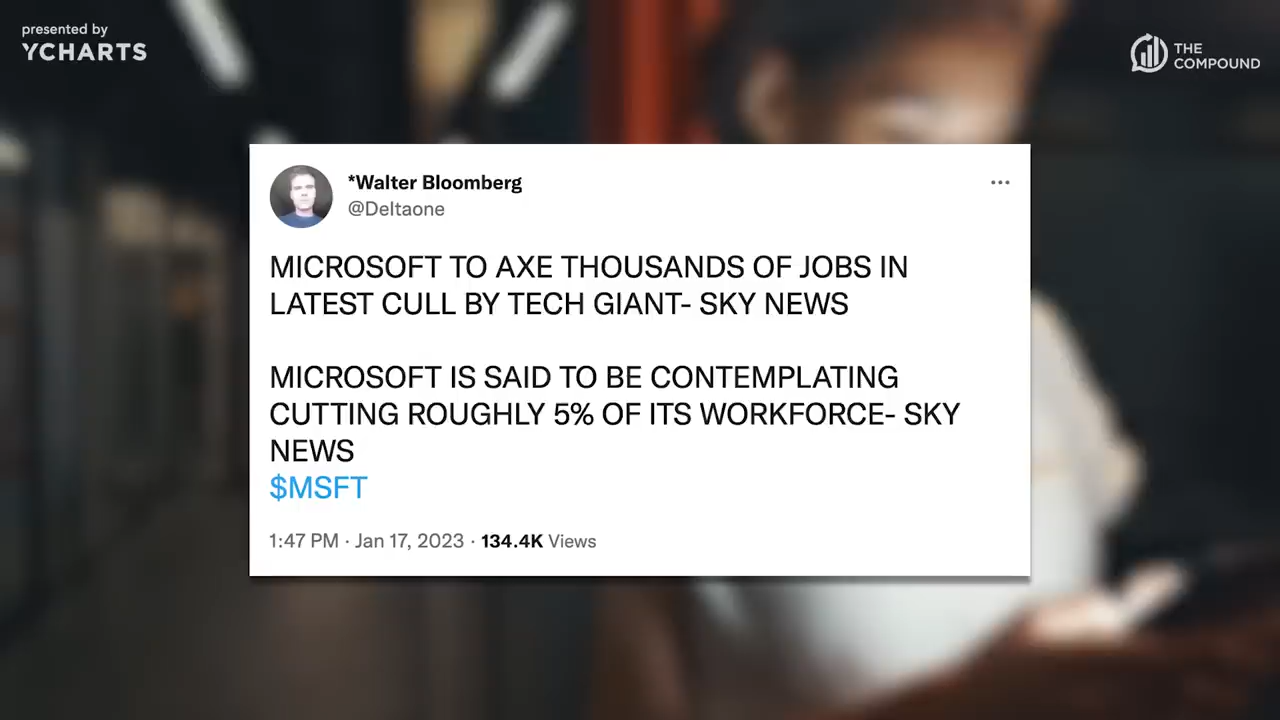 presented by
YCHARTS
THE
COMPOUND
*Walter Bloomberg
@Deltaone
MICROSOFT TO AXE THOUSANDS OF JOBS IN
LATEST CULL BY TECH GIANT- SKY NEWS
MICROSOFT IS SAID TO BE CONTEMPLATING
CUTTING ROUGHLY 5% OF ITS WORKFORCE- SKY
NEWS
$MSFT
1:47 PM · Jan 17, 2023 · 134.4K Views